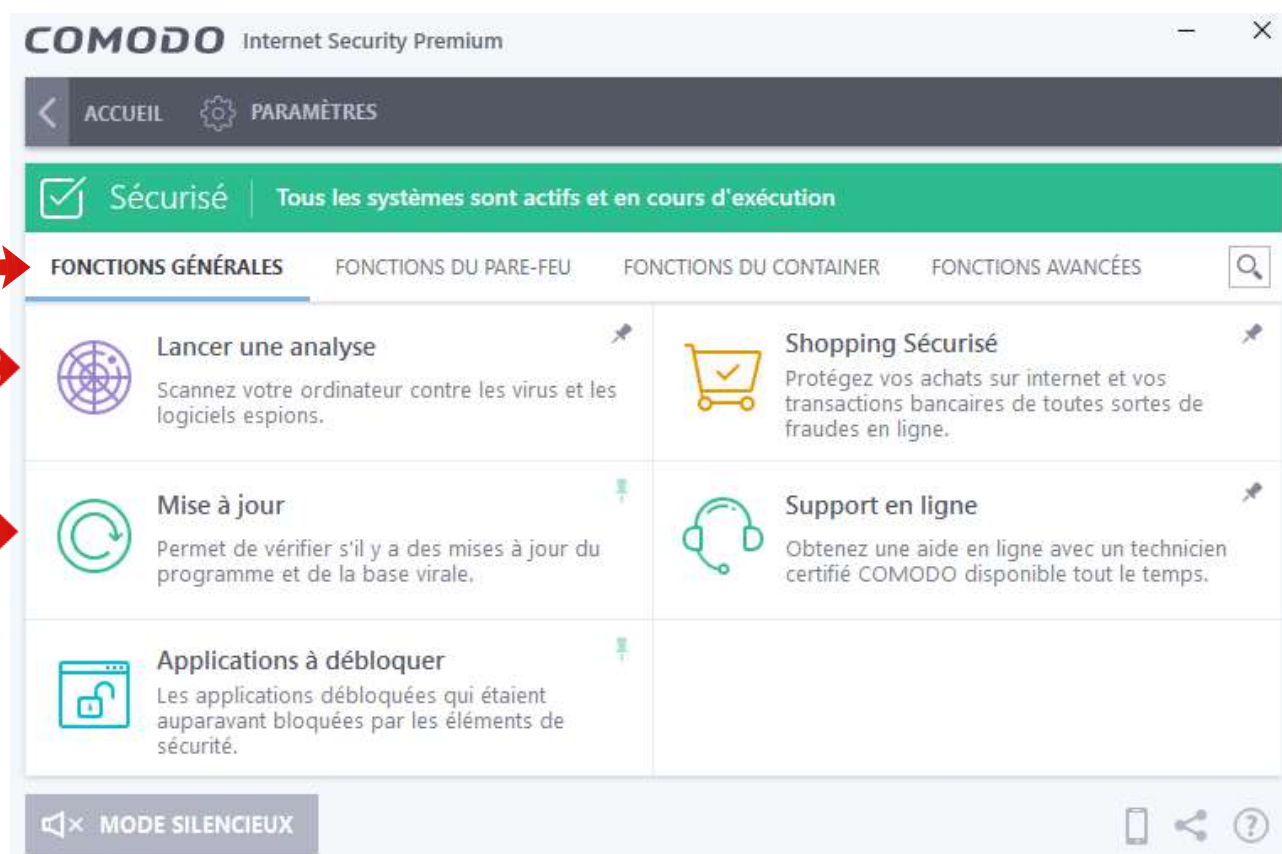 COMODO Internet Security Premium
ACCUEIL PARAMÈTRES
Sécurisé Tous les systèmes sont actifs et en cours d'exécution
FONCTIONS GÉNÉRALES FONCTIONS DU PARE-FEU FONCTIONS DU CONTAINER FONCTIONS AVANCÉES
Lancer une analyse
Scannez votre ordinateur contre les virus et les
logiciels espions.
Shopping Sécurisé
Protégez vos achats sur internet et vos
transactions bancaires de toutes sortes de
fraudes en ligne.
Mise à jour
Permet de vérifier s'il y a des mises à jour du
programme et de la base virale.
Support en ligne
Obtenez une aide en ligne avec un technicien
certifié COMODO disponible tout le temps.
Applications à débloquer
Les applications débloquées qui étaient
auparavant bloquées par les éléments de
sécurité.
MODE SILENCIEUX
?